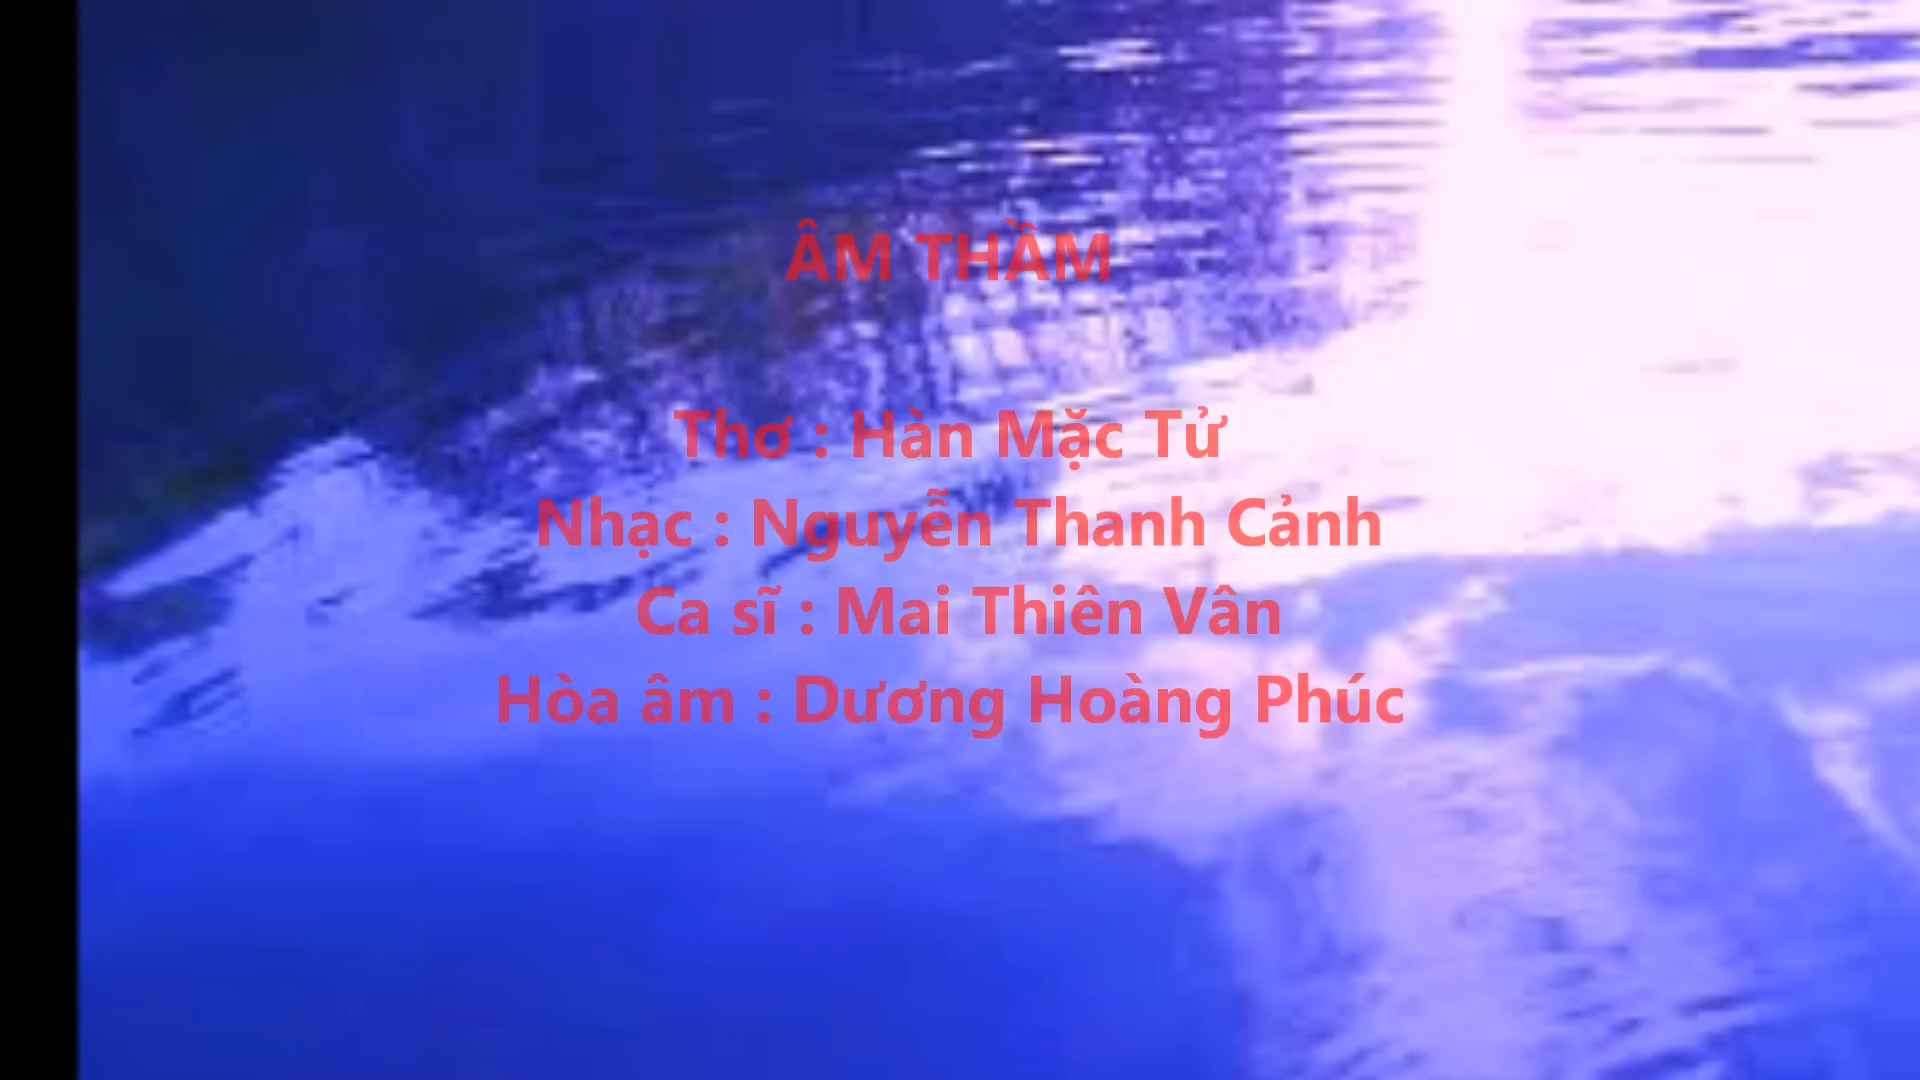 ÂM THẦM
Thơ : Hàn Mặc Tử
Nhạc : Nguyễn Thanh Cảnh
Ca sĩ : Mai Thiên Vân
Hòa âm : Dương Hoàng Phúc